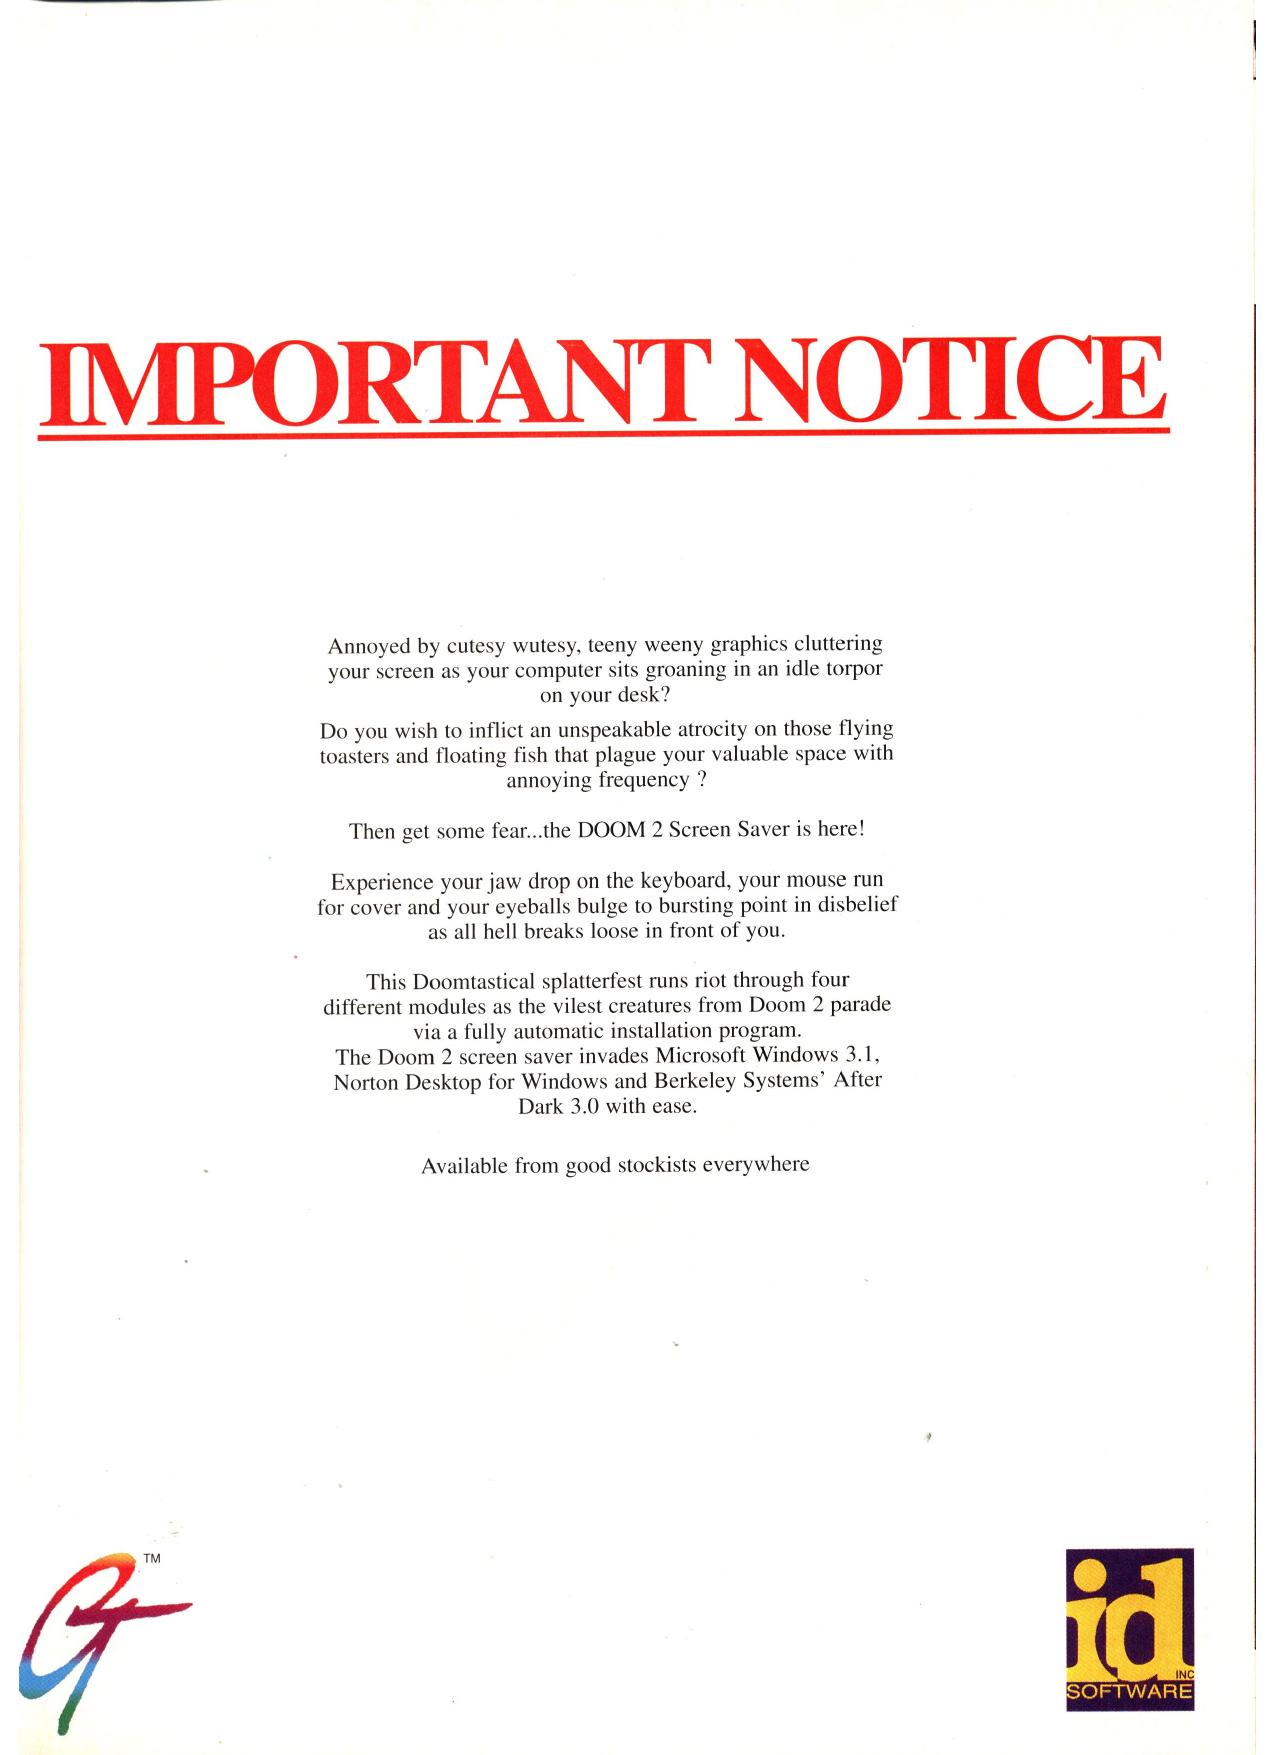 IMPORTANT NOTICE
Annoyed by cutesy wutesy, teeny weeny graphics cluttering
your screen as your computer sits groaning in an idle torpor
on your desk?
Do you wish to inflict an unspeakable atrocity on those flying
toasters and floating fish that plague your valuable space with
annoying frequency ?
Then get some fear...the DOOM 2 Screen Saver is here!
Experience your jaw drop on the keyboard, your mouse run
for cover and your eyeballs bulge to bursting point in disbelief
as all hell breaks loose in front of you.
This Doomtastical splatterfest runs riot through four
different modules as the vilest creatures from Doom 2 parade
via a fully automatic installation program.
The Doom 2 screen saver invades Microsoft Windows 3.1,
Norton Desktop for Windows and Berkeley Systems' After
Dark 3.0 with ease.
Available from good stockists everywhere
GT TM
id
INC
SOFTWARE